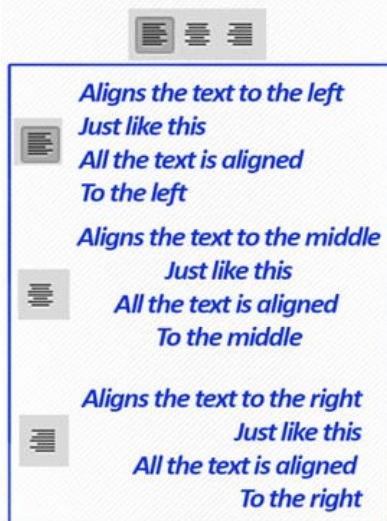 Aligns the text to the left
Just like this
All the text is aligned
To the left
Aligns the text to the middle
Just like this
All the text is aligned
To the middle
Aligns the text to the right
Just like this
All the text is aligned
To the right